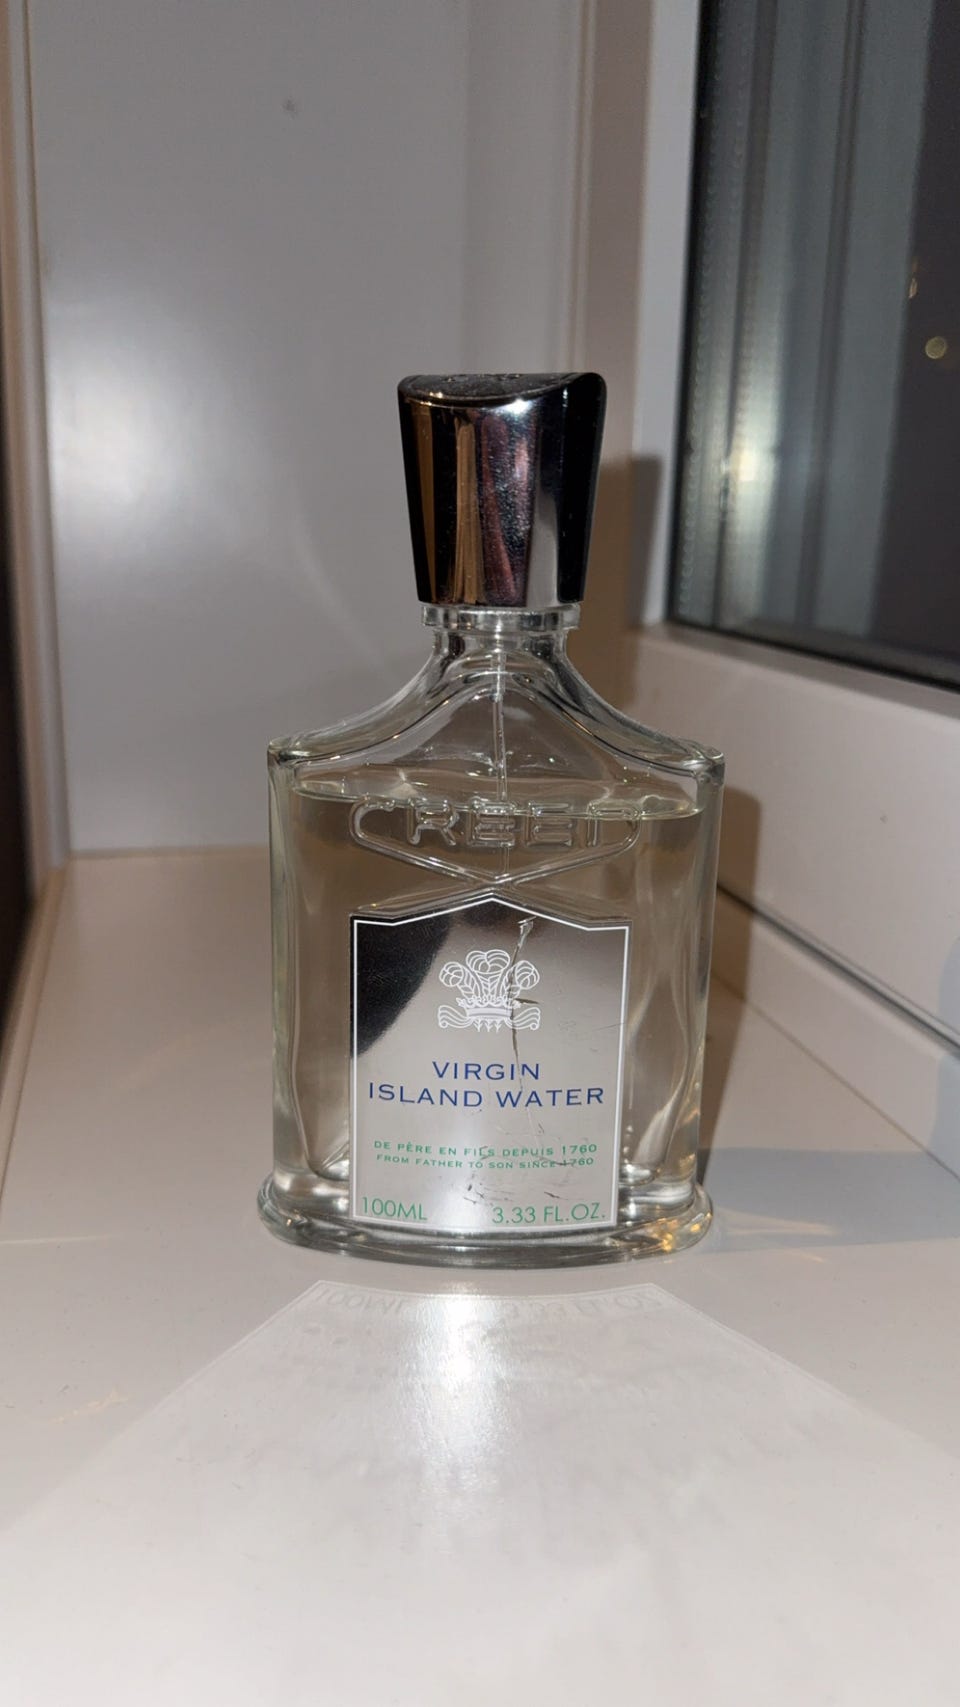 CREED
VIRGIN
ISLAND WATER
DE PÈRE EN FILS DEPUIS 1760
FROM FATHER TO SON SINCE 1760
100ML 3.33 FL.OZ.